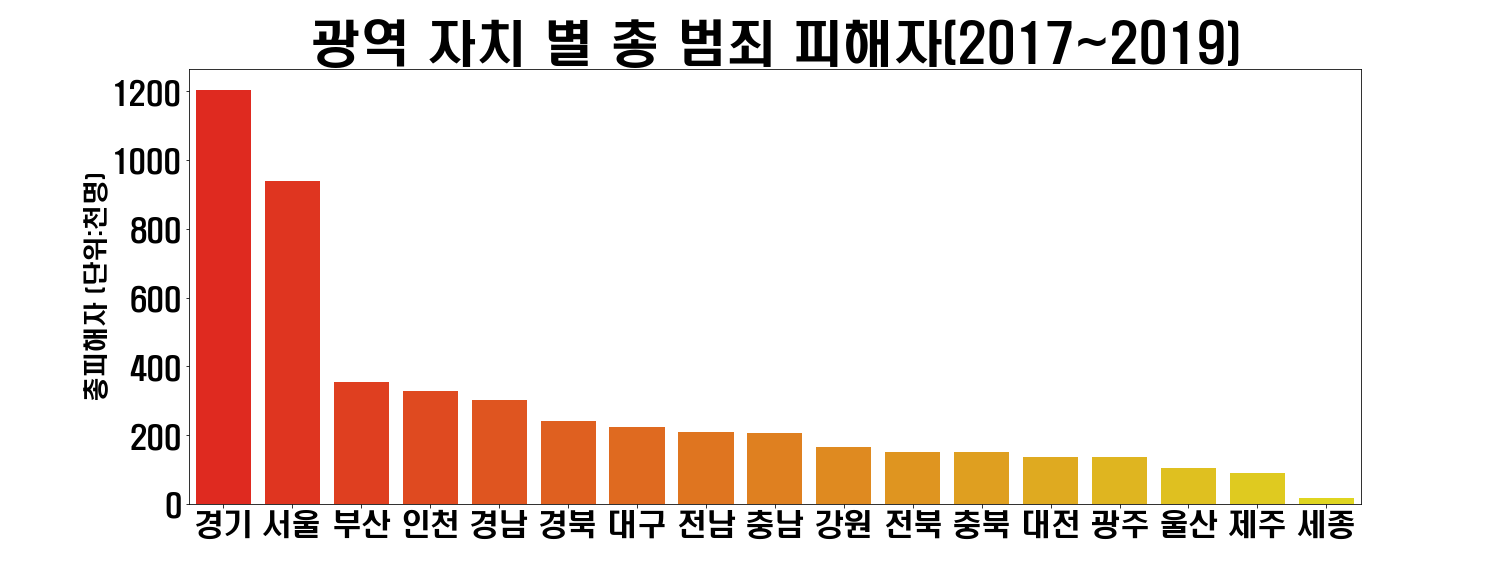 광역 자치 별 총 범죄 피해자(2017~2019)
총피해자 (단위:천명)
1200
1000
800
600
400
200
0
경기 서울 부산 인천 경남 경북 대구 전남 충남 강원 전북 충북 대전 광주 울산 제주 세종